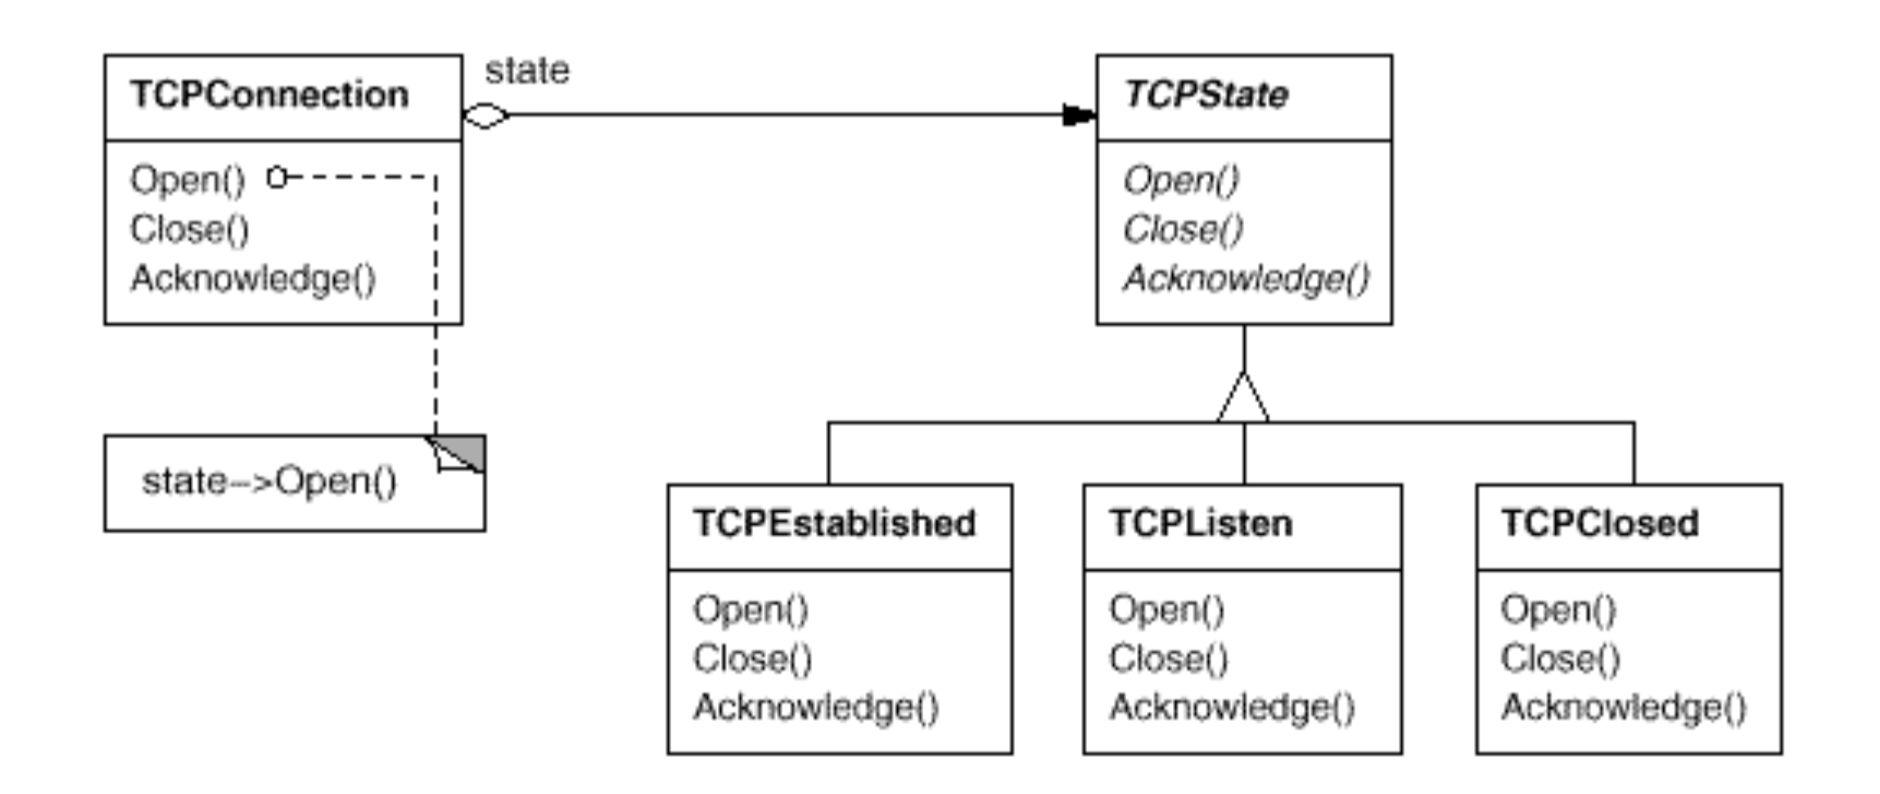 TCPConnection
Open()
Close()
Acknowledge()
state
TCPState
Open()
Close()
Acknowledge()
state->Open()
TCPEstablished
Open()
Close()
Acknowledge()
TCPListen
Open()
Close()
Acknowledge()
TCPClosed
Open()
Close()
Acknowledge()